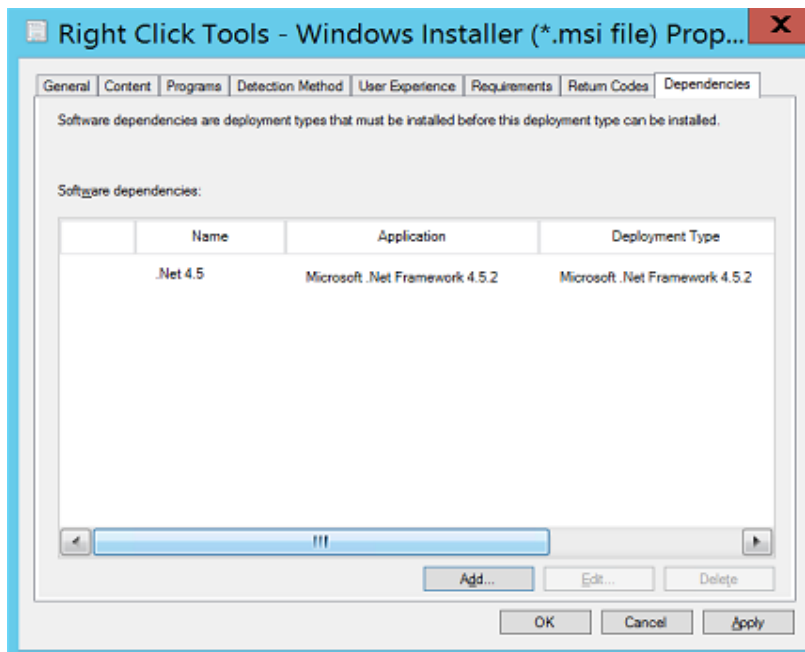 Right Click Tools - Windows Installer (*.msi file) Prop...
X
General Content Programs Detection Method User Experience Requirements Return Codes Dependencies
Software dependencies are deployment types that must be installed before this deployment type can be installed.
Software dependencies:
Name Application Deployment Type
.Net 4.5 Microsoft .Net Framework 4.5.2 Microsoft .Net Framework 4.5.2
Add... Edit... Delete
OK Cancel Apply